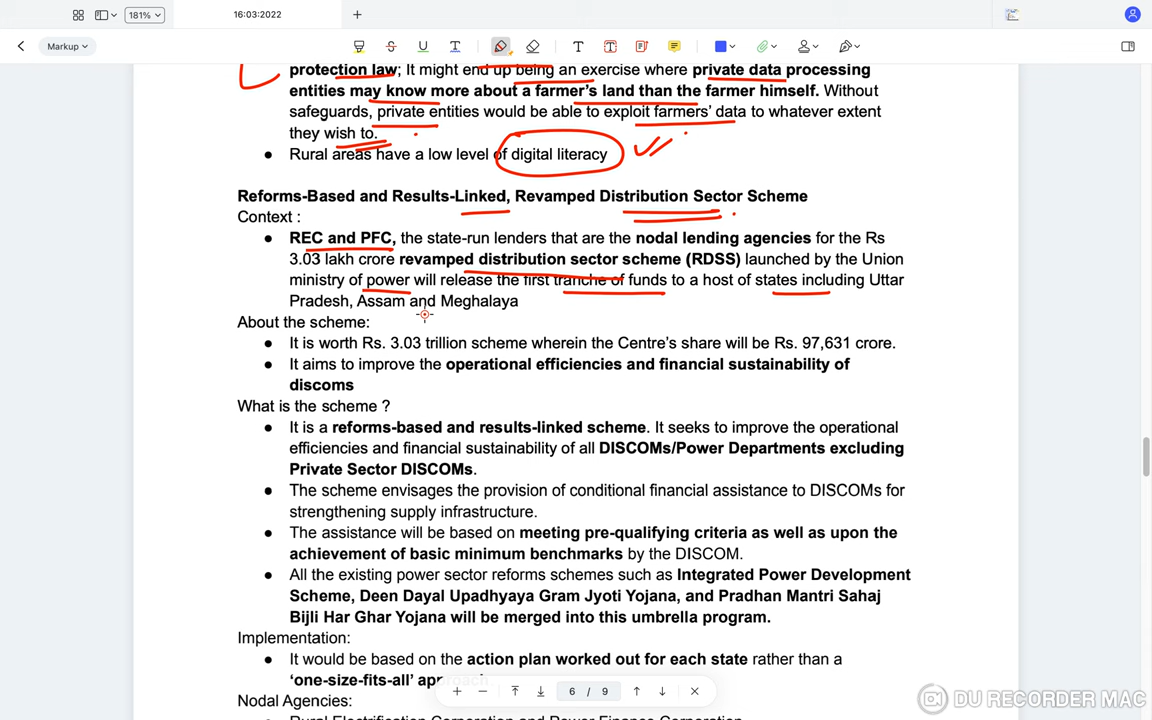 181%
16:03:2022
Markup
protection law; It might end up being an exercise where private data processing
entities may know more about a farmer's land than the farmer himself. Without
safeguards, private entities would be able to exploit farmers' data to whatever extent
they wish to.
● Rural areas have a low level of digital literacy
Reforms-Based and Results-Linked, Revamped Distribution Sector Scheme
Context :
● REC and PFC, the state-run lenders that are the nodal lending agencies for the Rs
3.03 lakh crore revamped distribution sector scheme (RDSS) launched by the Union
ministry of power will release the first tranche of funds to a host of states including Uttar
Pradesh, Assam and Meghalaya
About the scheme:
● It is worth Rs. 3.03 trillion scheme wherein the Centre's share will be Rs. 97,631 crore.
● It aims to improve the operational efficiencies and financial sustainability of
discoms
What is the scheme ?
● It is a reforms-based and results-linked scheme. It seeks to improve the operational
efficiencies and financial sustainability of all DISCOMs/Power Departments excluding
Private Sector DISCOMs.
● The scheme envisages the provision of conditional financial assistance to DISCOMs for
strengthening supply infrastructure.
● The assistance will be based on meeting pre-qualifying criteria as well as upon the
achievement of basic minimum benchmarks by the DISCOM.
● All the existing power sector reforms schemes such as Integrated Power Development
Scheme, Deen Dayal Upadhyaya Gram Jyoti Yojana, and Pradhan Mantri Sahaj
Bijli Har Ghar Yojana will be merged into this umbrella program.
Implementation:
● It would be based on the action plan worked out for each state rather than a
'one-size-fits-all' approach.
Nodal Agencies:
Rural Electrification Corporation and Power Finance Corporation
6 / 9
DU RECORDER MAC